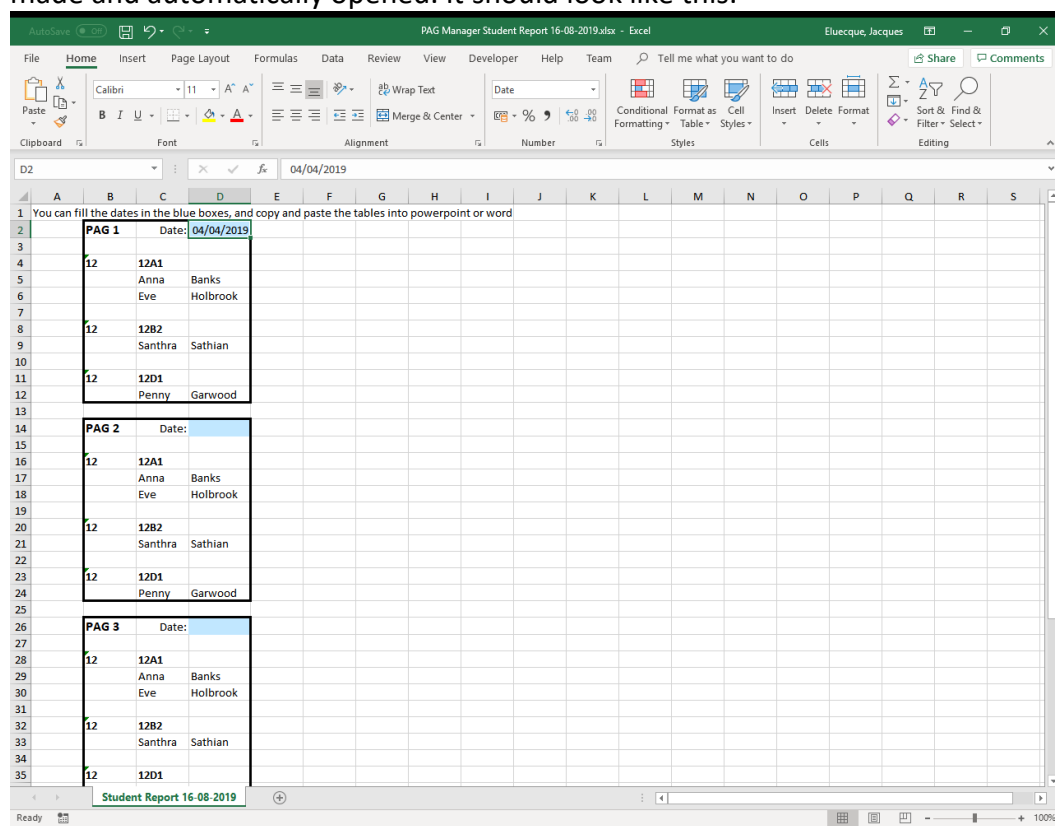 made and automatically opened. It should look like this:
AutoSave Off PAG Manager Student Report 16-08-2019.xlsx - Excel Eluecque, Jacques
File Home Insert Page Layout Formulas Data Review View Developer Help Team Tell me what you want to do Share Comments
Paste Calibri 11 A A ab Wrap Text Date Conditional Format as Cell Insert Delete Format Sort & Find &
B I U A Merge & Center % Formatting Table Styles Filter Select
Clipboard Font Alignment Number Styles Cells Editing
D2 fx 04/04/2019
A B C D E F G H I J K L M N O P Q R S
1 You can fill the dates in the blue boxes, and copy and paste the tables into powerpoint or word
2 PAG 1 Date: 04/04/2019
3
4 12 12A1
5 Anna Banks
6 Eve Holbrook
7
8 12 12B2
9 Santhra Sathian
10
11 12 12D1
12 Penny Garwood
13
14 PAG 2 Date:
15
16 12 12A1
17 Anna Banks
18 Eve Holbrook
19
20 12 12B2
21 Santhra Sathian
22
23 12 12D1
24 Penny Garwood
25
26 PAG 3 Date:
27
28 12 12A1
29 Anna Banks
30 Eve Holbrook
31
32 12 12B2
33 Santhra Sathian
34
35 12 12D1
Student Report 16-08-2019
Ready 100%